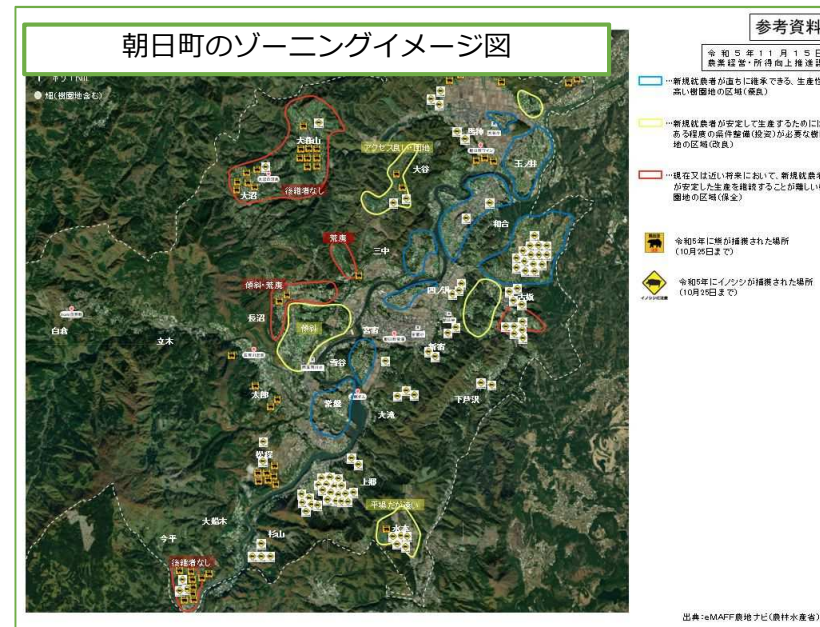 朝日町のゾーニングイメージ図
参考資料
令和5年11月15日
農業経営・所得向上推進
畑(樹園地含む)
…新規就農者が直ちに継承できる、生産性
高い樹園地の区域(優良)
…新規就農者が安定して生産するためには
ある程度の条件整備(投資)が必要な樹
地の区域(改良)
…現在又は近い将来において、新規就農者
が安定した生産を継続することが難しい
園地の区域(保全)
令和5年に熊が捕獲された場所
(10月25日まで)
令和5年にイノシシが捕獲された場所
(10月25日まで)
大暮山
大沼
後継者なし
アクセス良し・団地
大谷
馬神
玉ノ井
和合
荒廃
三中
傾斜・荒廃
長沼
傾斜
四ノ沢
古坂
白倉
立木
宮宿
新宿
寺谷
太郎
常盤
大滝
下芦沢
松程
上郷
大船木
杉山
今平
平場だが遠い
水本
後継者なし
出典:eMAFF農地ナビ(農林水産省)